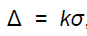 Δ = kσ,